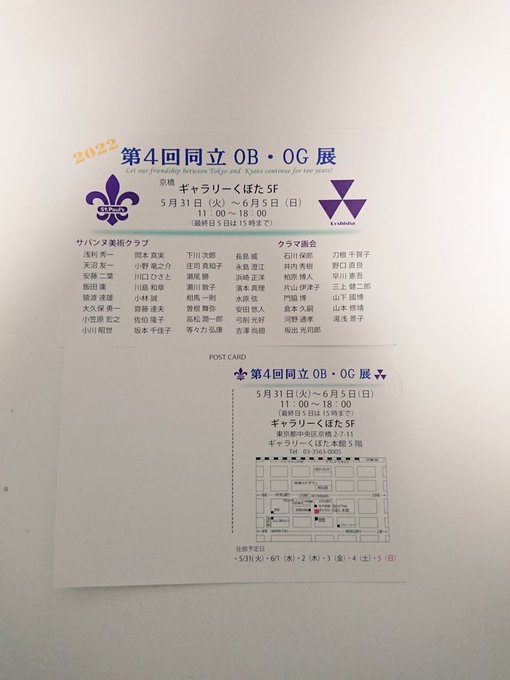 2022
第4回同立 OB・OG 展
Let our friendship between Tokyo and Kyoto continue for 100 years!
京橋 ギャラリーくぼた 5F
5月31日（火）～6月5日（日）
11：00～18：00
（最終日5日は15時まで）
St.Paul's
Doshisha
サバンヌ美術クラブ
浅利 秀一 岡本 真実 下川 次郎 長島 威
天沼 友一 小野 竜之介 庄司 真知子 永島 澄江
安藤 二葉 川口 ひさと 瀬尾 勝 浜崎 正洋
飯田 庸 川島 和章 瀬川 敦子 濱本 真理
猿渡 達雄 小林 誠 相馬 一則 水原 弦
大久保 勇一 齋藤 達夫 曽根 舞弥 安田 悠人
小笠原 宏之 佐伯 隆子 高松 潤一郎 弓削 光好
小川 昭世 坂本 千佳子 等々力 弘康 吉澤 尚廻
クラマ画会
石川 保郎 刀根 千賀子
井内 秀樹 野口 直良
柏原 博人 早川 憲吾
片山 伊津子 三上 健二郎
門脇 博 山下 國博
倉本 久嗣 山本 修靖
河野 通孝 湯浅 景子
坂出 光司郎
POST CARD
第4回同立 OB・OG 展
5月31日（火）～6月5日（日）
11：00～18：00
（最終日5日は15時まで）
ギャラリーくぼた 5F
東京都中央区京橋 2-7-11
ギャラリーくぼた本館5階
Tel 03-3563-0005
中央通り
在廊予定日
・5/31（火）・6/1（水）・2（木）・3（金）・4（土）・5（日）